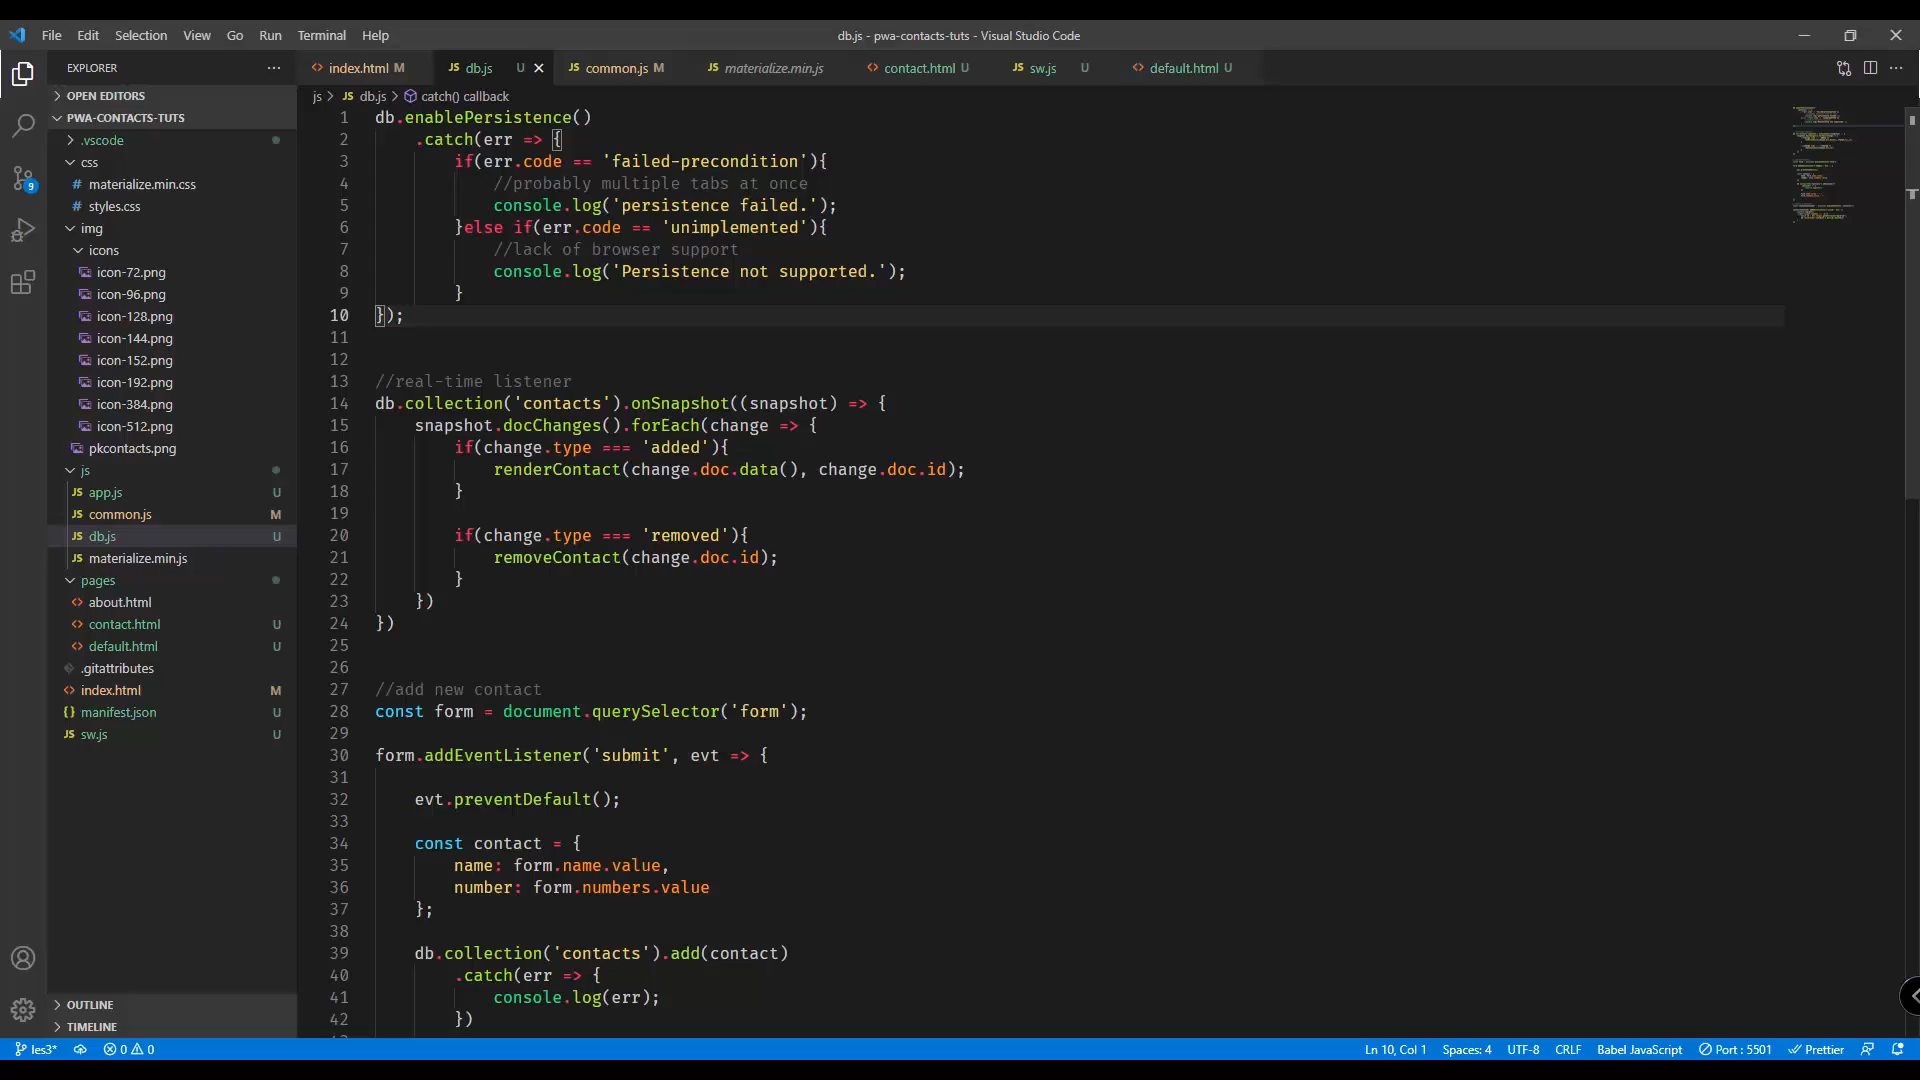 File Edit Selection View Go Run Terminal Help
db.js - pwa-contacts-tuts - Visual Studio Code
EXPLORER
OPEN EDITORS
PWA-CONTACTS-TUTS
.vscode
css
# materialize.min.css
# styles.css
img
icons
icon-72.png
icon-96.png
icon-128.png
icon-144.png
icon-152.png
icon-192.png
icon-384.png
icon-512.png
pkcontacts.png
js
JS app.js U
JS common.js M
JS db.js U
JS materialize.min.js
pages
<> about.html
<> contact.html U
<> default.html U
.gitattributes
<> index.html M
{} manifest.json U
JS sw.js U
OUTLINE
TIMELINE
9
<> index.html M JS db.js U JS common.js M JS materialize.min.js <> contact.html U JS sw.js U <> default.html U
js > JS db.js > catch() callback
1 db.enablePersistence()
2 .catch(err => {
3 if(err.code == 'failed-precondition'){
4 //probably multiple tabs at once
5 console.log('persistence failed.');
6 }else if(err.code == 'unimplemented'){
7 //lack of browser support
8 console.log('Persistence not supported.');
9 }
10 });
11
12
13 //real-time listener
14 db.collection('contacts').onSnapshot((snapshot) => {
15 snapshot.docChanges().forEach(change => {
16 if(change.type === 'added'){
17 renderContact(change.doc.data(), change.doc.id);
18 }
19
20 if(change.type === 'removed'){
21 removeContact(change.doc.id);
22 }
23 })
24 })
25
26
27 //add new contact
28 const form = document.querySelector('form');
29
30 form.addEventListener('submit', evt => {
31
32 evt.preventDefault();
33
34 const contact = {
35 name: form.name.value,
36 number: form.numbers.value
37 };
38
39 db.collection('contacts').add(contact)
40 .catch(err => {
41 console.log(err);
42 })
les3* 0 0 Ln 10, Col 1 Spaces: 4 UTF-8 CRLF Babel JavaScript Port : 5501 Prettier